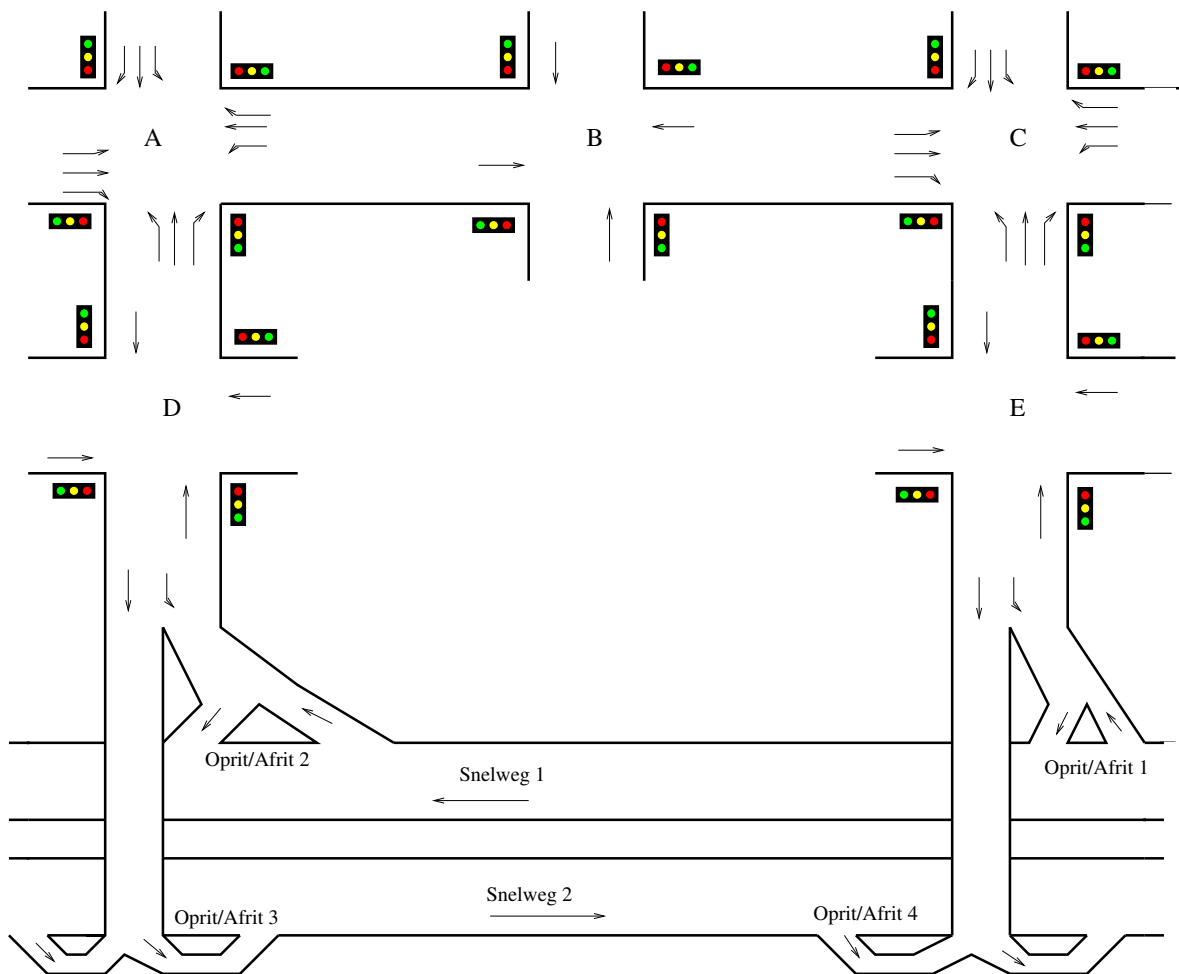 A
B
C
D
E
Oprit/Afrit 2
Oprit/Afrit 1
Snelweg 1
Snelweg 2
Oprit/Afrit 3
Oprit/Afrit 4